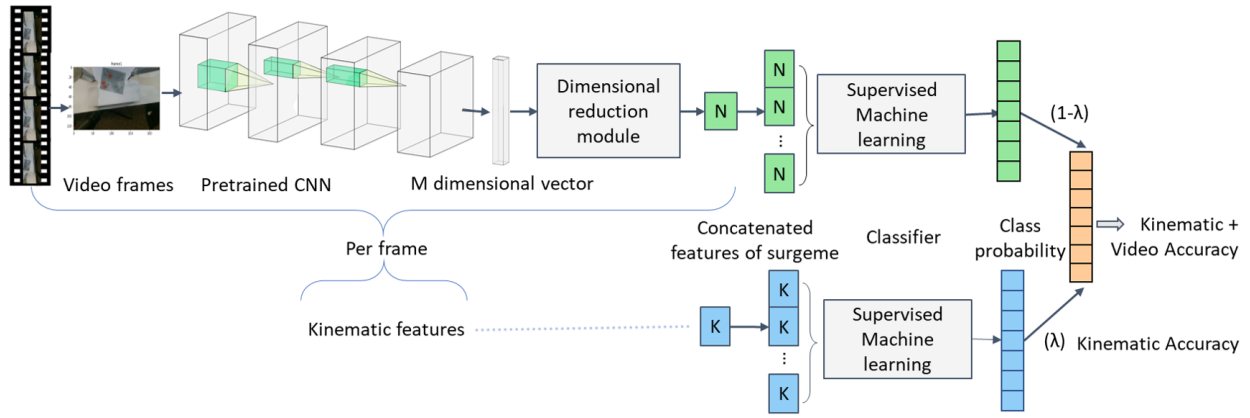 Video frames
Pretrained CNN
M dimensional vector
Dimensional
reduction
module
N
N
N
⋮
N
Supervised
Machine
learning
(1-λ)
Per frame
Kinematic features
Concatenated
features of surgeme
Classifier
Class
probability
Kinematic +
Video Accuracy
K
K
K
⋮
K
Supervised
Machine
learning
(λ)
Kinematic Accuracy